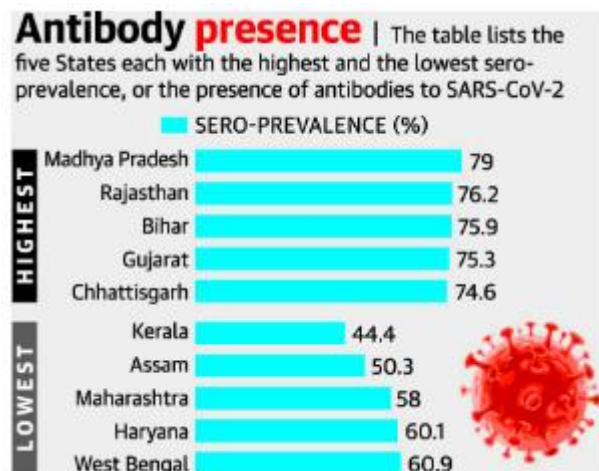 Antibody presence | The table lists the
five States each with the highest and the lowest sero-
prevalence, or the presence of antibodies to SARS-CoV-2
SERO-PREVALENCE (%)
HIGHEST
Madhya Pradesh 79
Rajasthan 76.2
Bihar 75.9
Gujarat 75.3
Chhattisgarh 74.6
LOWEST
Kerala 44.4
Assam 50.3
Maharashtra 58
Haryana 60.1
West Bengal 60.9